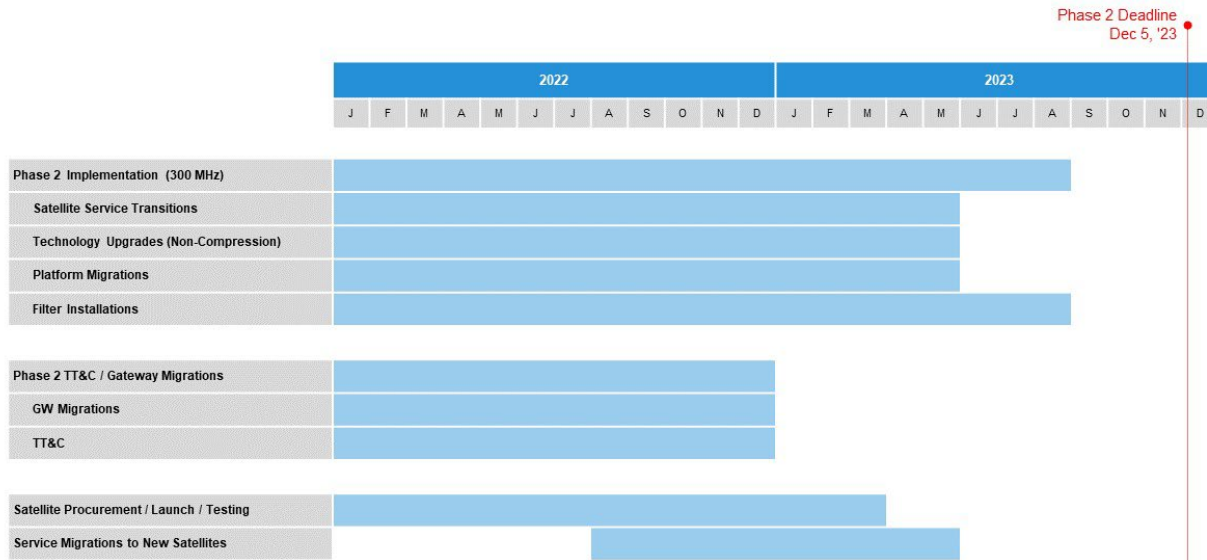 Phase 2 Deadline
Dec 5, '23
2022 2023
J F M A M J J A S O N D J F M A M J J A S O N D
Phase 2 Implementation (300 MHz)
Satellite Service Transitions
Technology Upgrades (Non-Compression)
Platform Migrations
Filter Installations
Phase 2 TT&C / Gateway Migrations
GW Migrations
TT&C
Satellite Procurement / Launch / Testing
Service Migrations to New Satellites